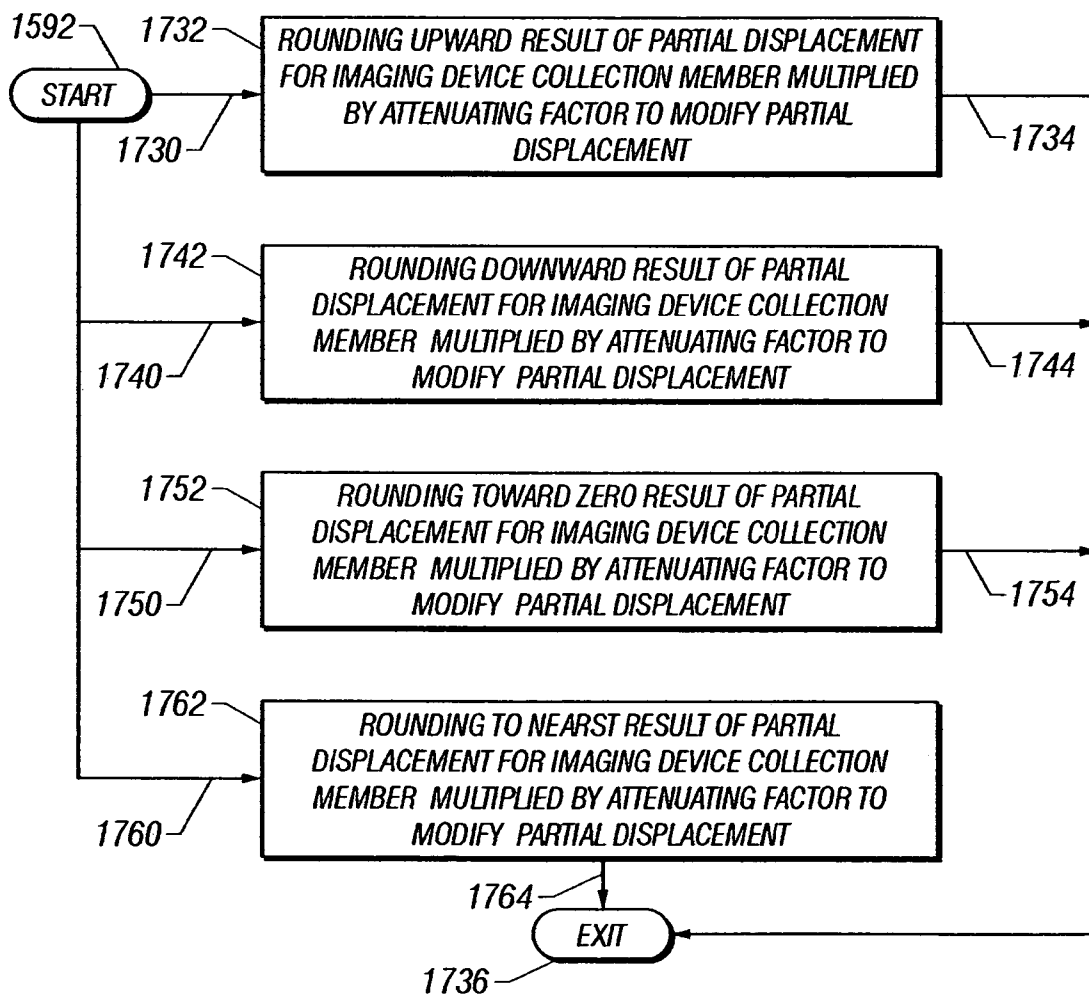 1592
START
1730
1732
ROUNDING UPWARD RESULT OF PARTIAL DISPLACEMENT
FOR IMAGING DEVICE COLLECTION MEMBER MULTIPLIED
BY ATTENUATING FACTOR TO MODIFY PARTIAL
DISPLACEMENT
1734
1742
ROUNDING DOWNWARD RESULT OF PARTIAL
DISPLACEMENT FOR IMAGING DEVICE COLLECTION
MEMBER MULTIPLIED BY ATTENUATING FACTOR TO
MODIFY PARTIAL DISPLACEMENT
1740
1744
1752
ROUNDING TOWARD ZERO RESULT OF PARTIAL
DISPLACEMENT FOR IMAGING DEVICE COLLECTION
MEMBER MULTIPLIED BY ATTENUATING FACTOR TO
MODIFY PARTIAL DISPLACEMENT
1750
1754
1762
ROUNDING TO NEARST RESULT OF PARTIAL
DISPLACEMENT FOR IMAGING DEVICE COLLECTION
MEMBER MULTIPLIED BY ATTENUATING FACTOR TO
MODIFY PARTIAL DISPLACEMENT
1760
1764
EXIT
1736